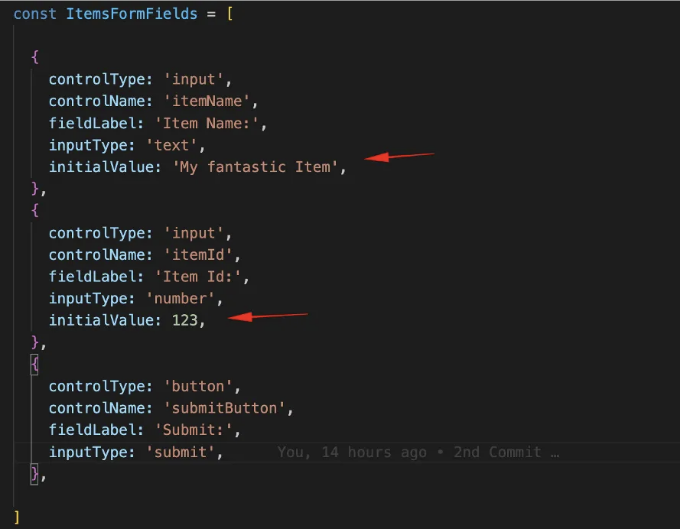 const ItemsFormFields = [
{
controlType: 'input',
controlName: 'itemName',
fieldLabel: 'Item Name:',
inputType: 'text',
initialValue: 'My fantastic Item',
},
{
controlType: 'input',
controlName: 'itemId',
fieldLabel: 'Item Id:',
inputType: 'number',
initialValue: 123,
},
{
controlType: 'button',
controlName: 'submitButton',
fieldLabel: 'Submit:',
inputType: 'submit', You, 14 hours ago • 2nd Commit …
},
]